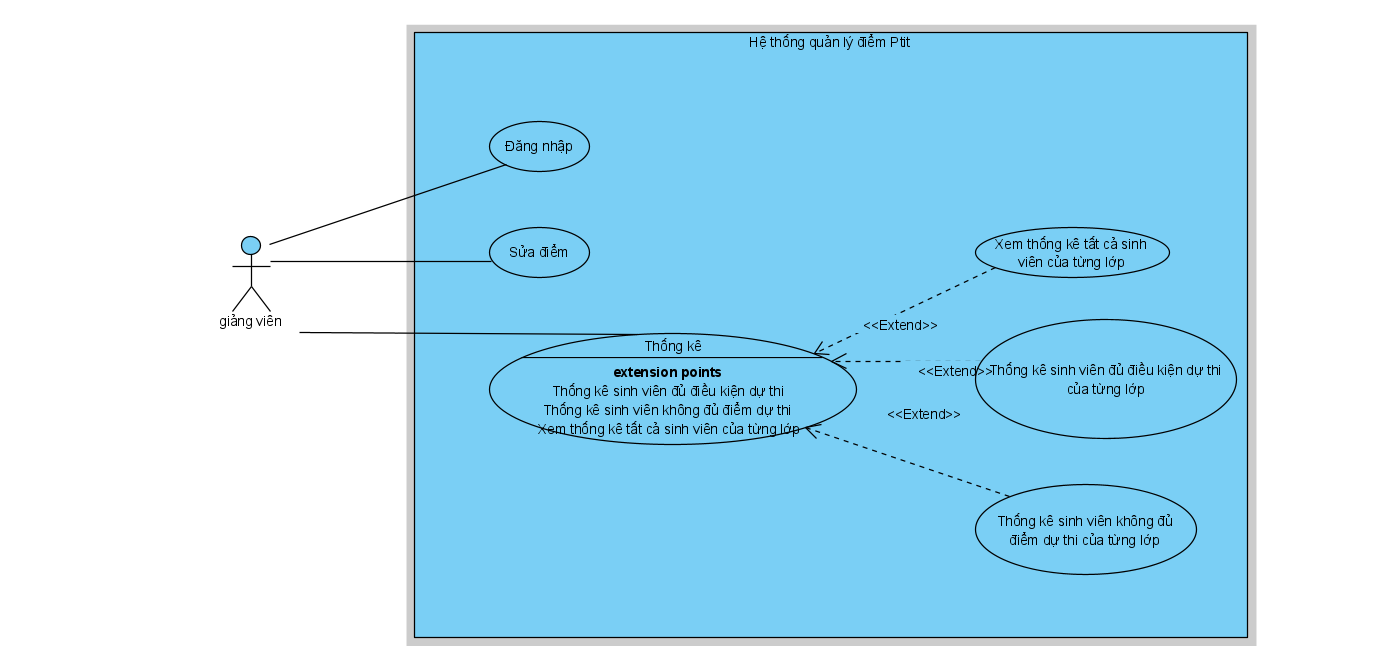 Hệ thống quản lý điểm Ptit
Đăng nhập
Sửa điểm
giảng viên
Thống kê
extension points
Thống kê sinh viên đủ điều kiện dự thi
Thống kê sinh viên không đủ điểm dự thi
Xem thống kê tất cả sinh viên của từng lớp
<<Extend>>
<<Extend>>
<<Extend>>
Xem thống kê tất cả sinh
viên của từng lớp
Thống kê sinh viên đủ điều kiện dự thi
của từng lớp
Thống kê sinh viên không đủ
điểm dự thi của từng lớp